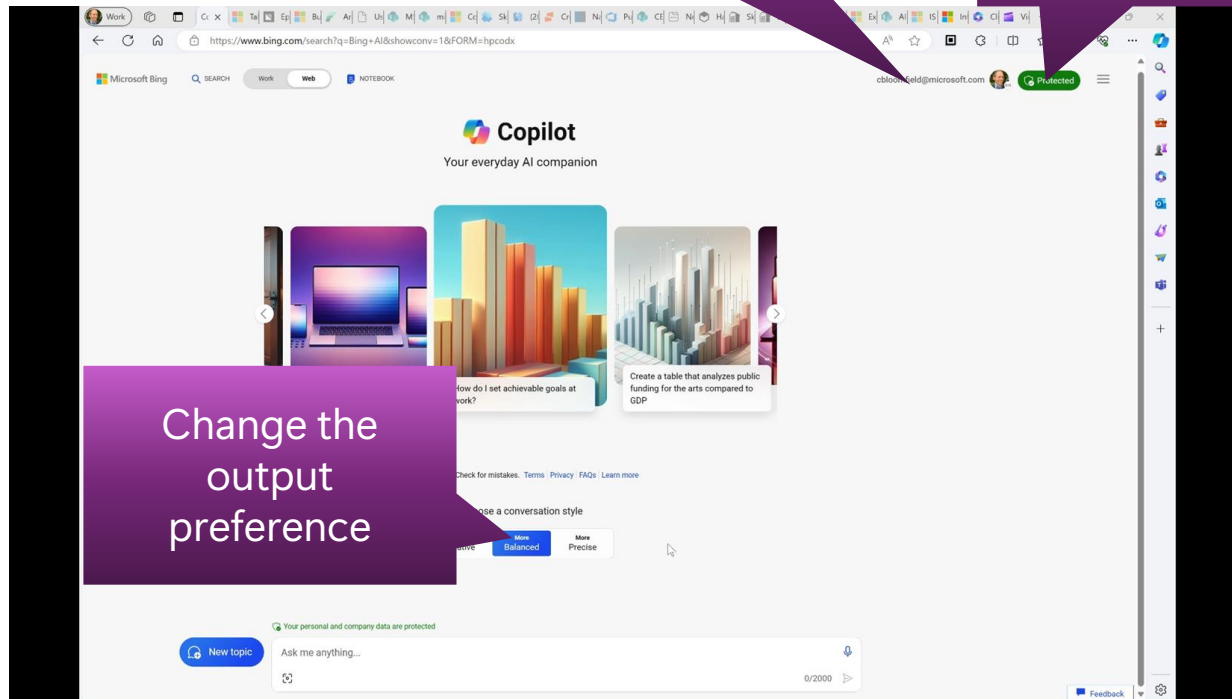 Work
https://www.bing.com/search?q=Bing+AI&showconv=1&FORM=hpcodx
Microsoft Bing SEARCH Work Web NOTEBOOK
Protected
Copilot
Your everyday AI companion
How do I set achievable goals at
work?
Create a table that analyzes public
funding for the arts compared to
GDP
Change the
output
preference
Check for mistakes. Terms Privacy FAQs Learn more
a conversation style
More
Balanced
More
Precise
Your personal and company data are protected
New topic
Ask me anything...
0/2000
Feedback